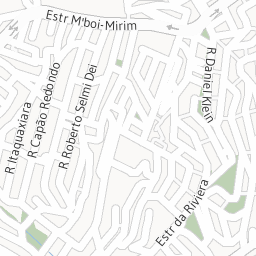 Estr M'boi-Mirim
R Daniel Klein
R Itaquaxiara
R Capão Redondo
R Roberto Selmi Dei
Estr da Riviera